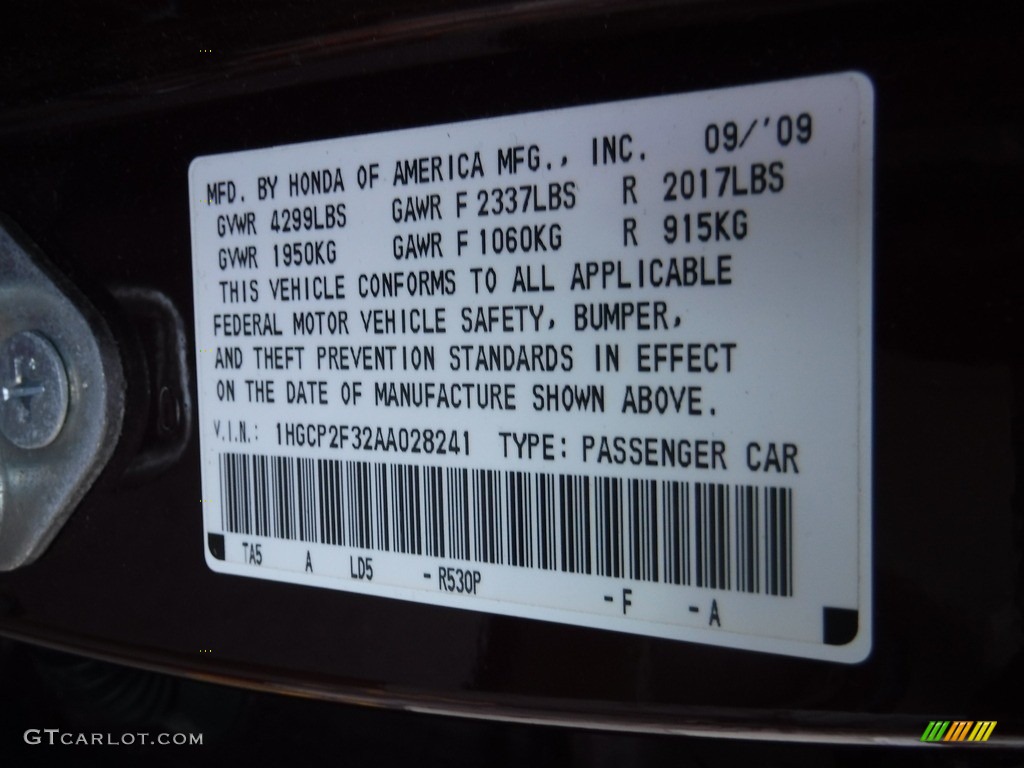 MFD. BY HONDA OF AMERICA MFG., INC. 09/'09
GVWR 4299LBS GAWR F 2337LBS R 2017LBS
GVWR 1950KG GAWR F 1060KG R 915KG
THIS VEHICLE CONFORMS TO ALL APPLICABLE
FEDERAL MOTOR VEHICLE SAFETY, BUMPER,
AND THEFT PREVENTION STANDARDS IN EFFECT
ON THE DATE OF MANUFACTURE SHOWN ABOVE.
V.I.N.: 1HGCP2F32AA028241 TYPE: PASSENGER CAR
TA5 A LD5 -R530P -F -A
GTCARLOT.COM